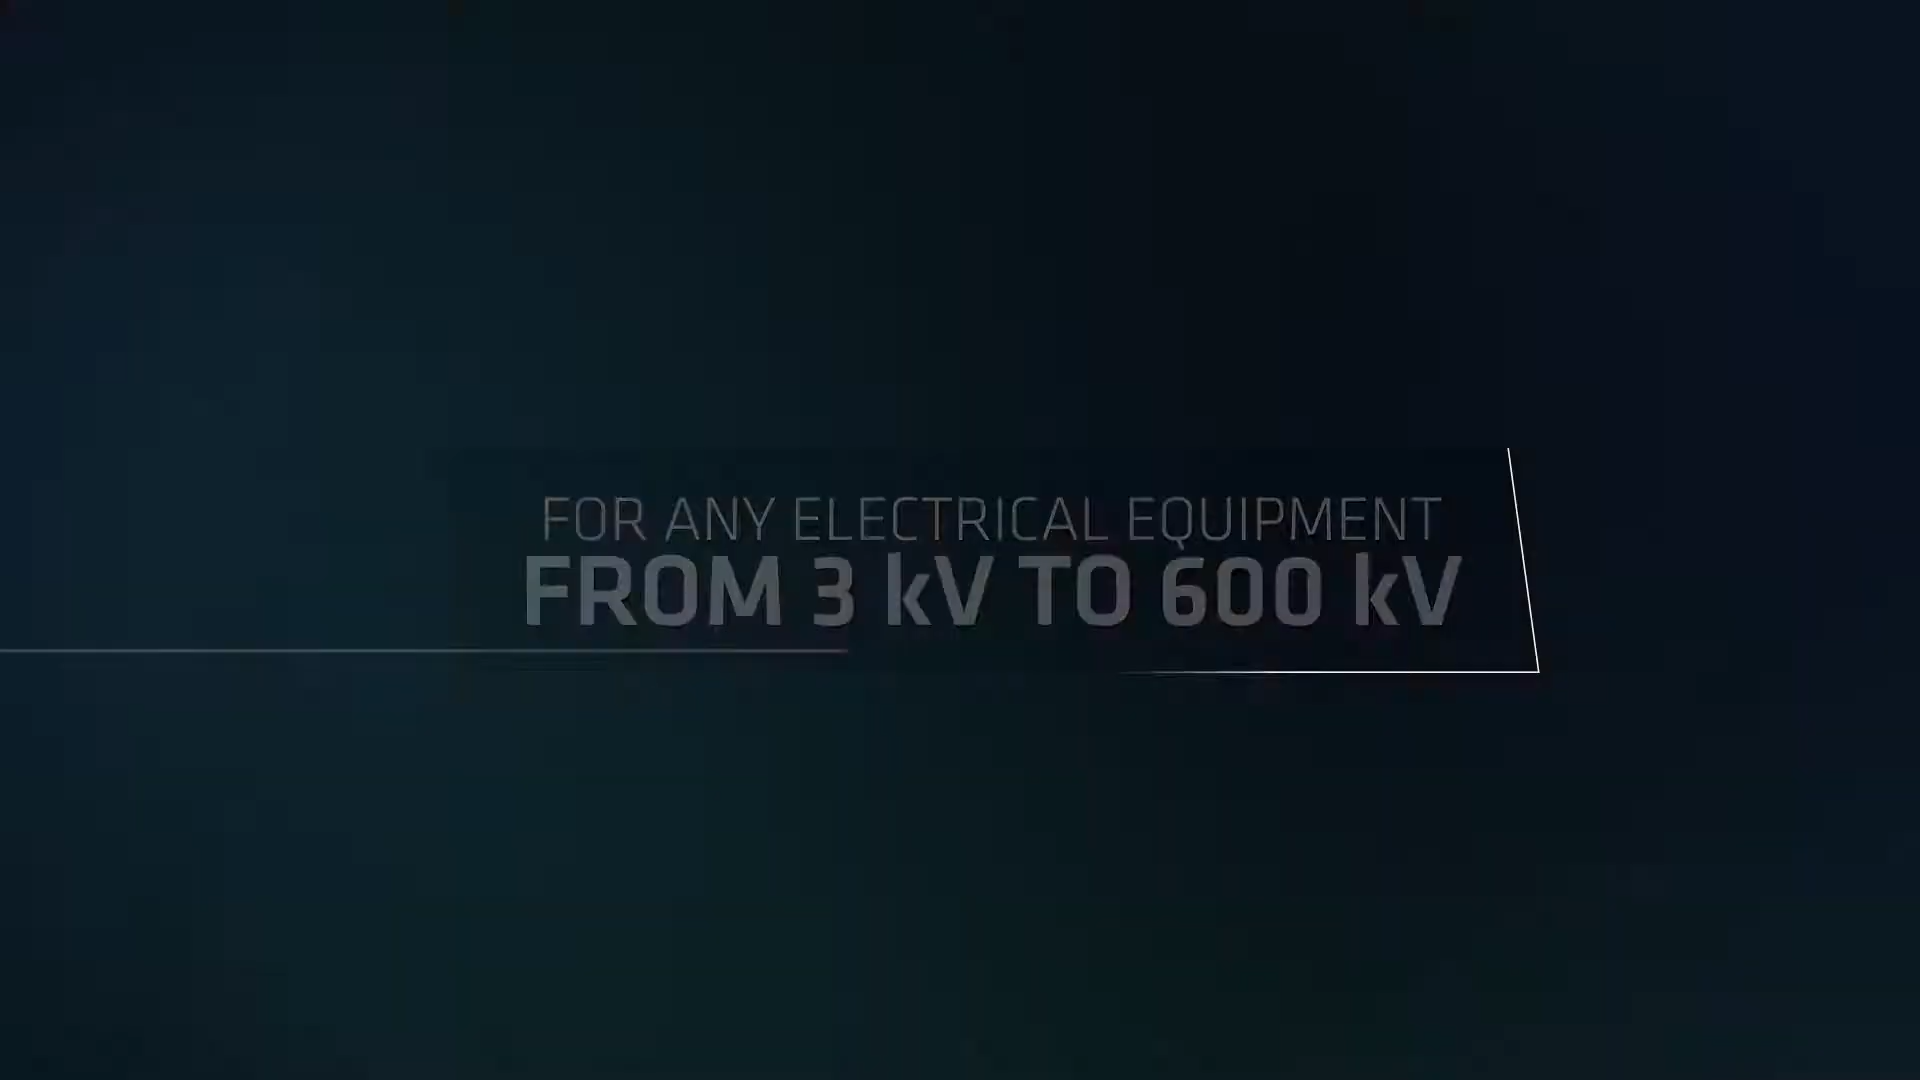 FOR ANY ELECTRICAL EQUIPMENT
FROM 3 kV TO 600 kV